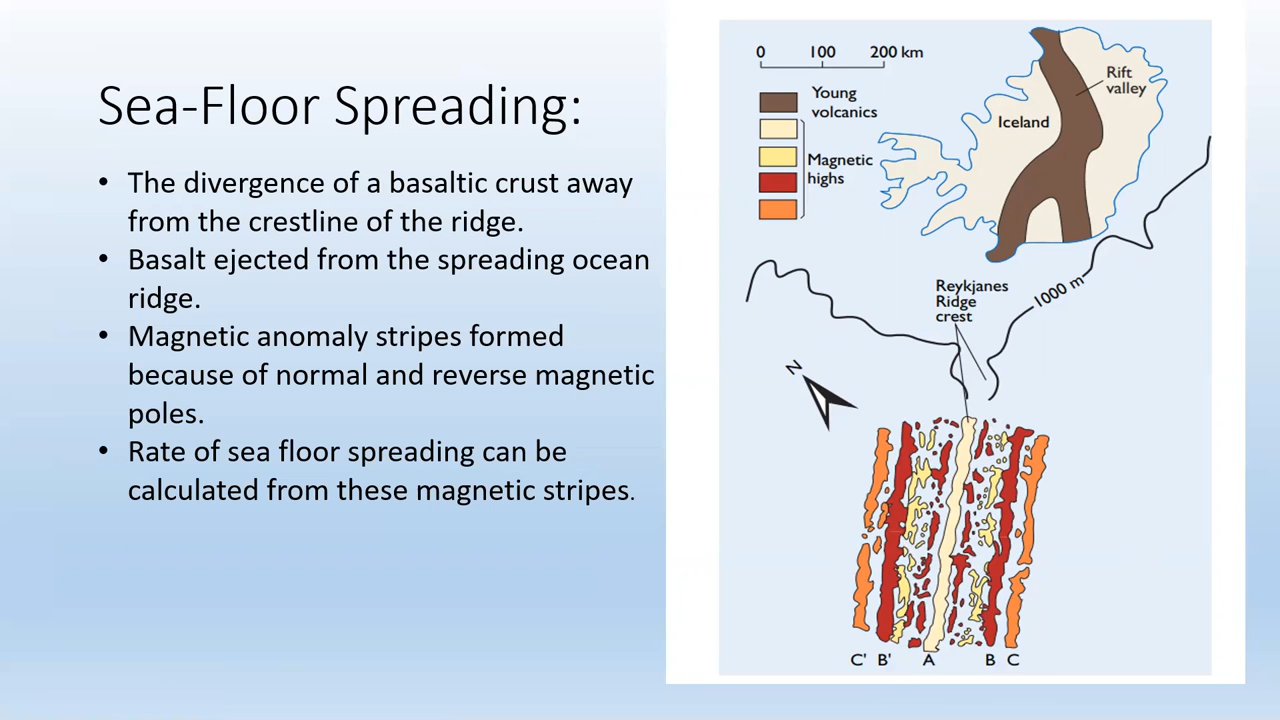 Sea-Floor Spreading:
• The divergence of a basaltic crust away
from the crestline of the ridge.
• Basalt ejected from the spreading ocean
ridge.
• Magnetic anomaly stripes formed
because of normal and reverse magnetic
poles.
• Rate of sea floor spreading can be
calculated from these magnetic stripes.
0 100 200 km
Young
volcanics
Magnetic
highs
Rift
valley
Iceland
Reykjanes
Ridge
crest
1000 m
N
C' B' A B C